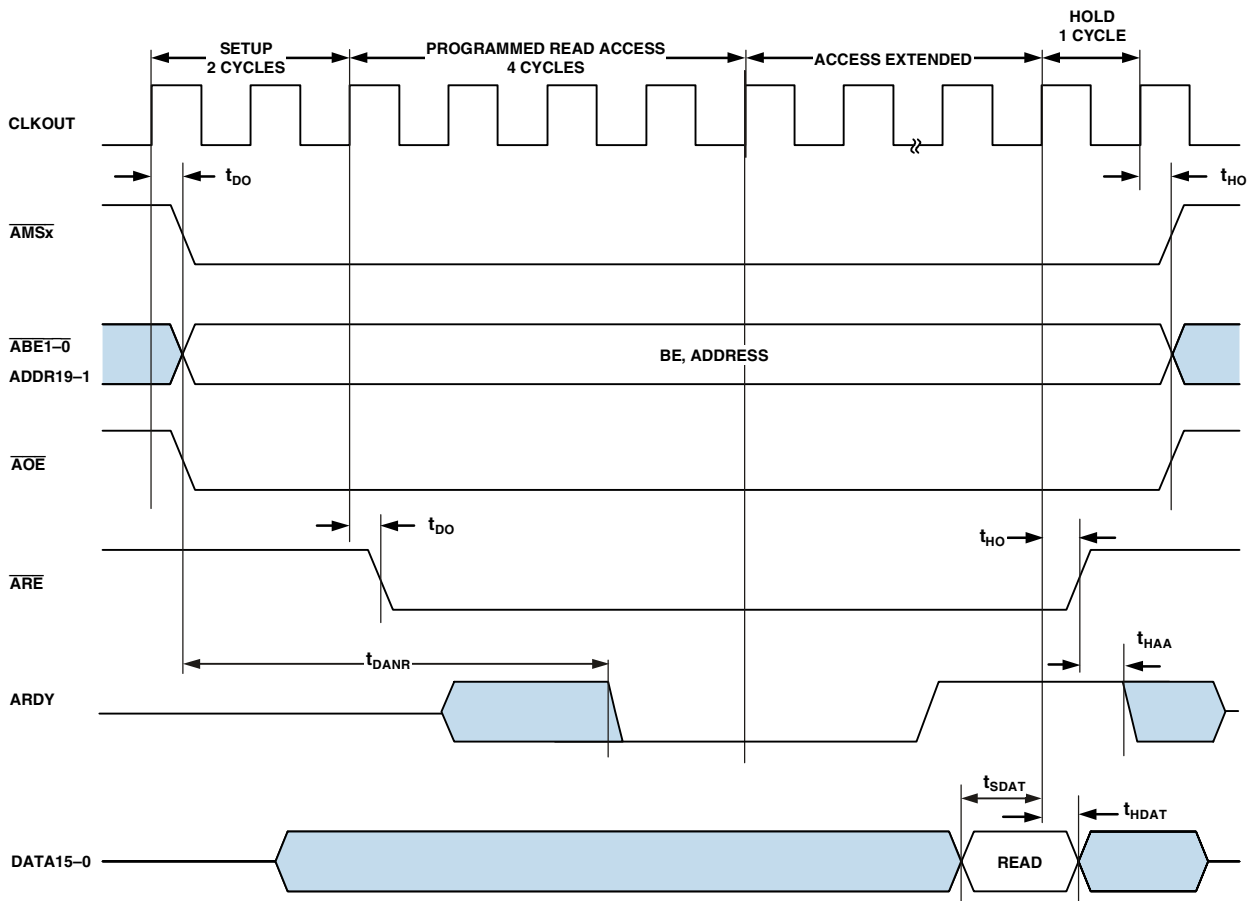 SETUP
2 CYCLES
PROGRAMMED READ ACCESS
4 CYCLES
ACCESS EXTENDED
HOLD
1 CYCLE
CLKOUT
tDO
tHO
AMSx
ABE1–0
ADDR19–1
BE, ADDRESS
AOE
tDO
tHO
ARE
tDANR
tHAA
ARDY
tSDAT
tHDAT
DATA15–0
READ